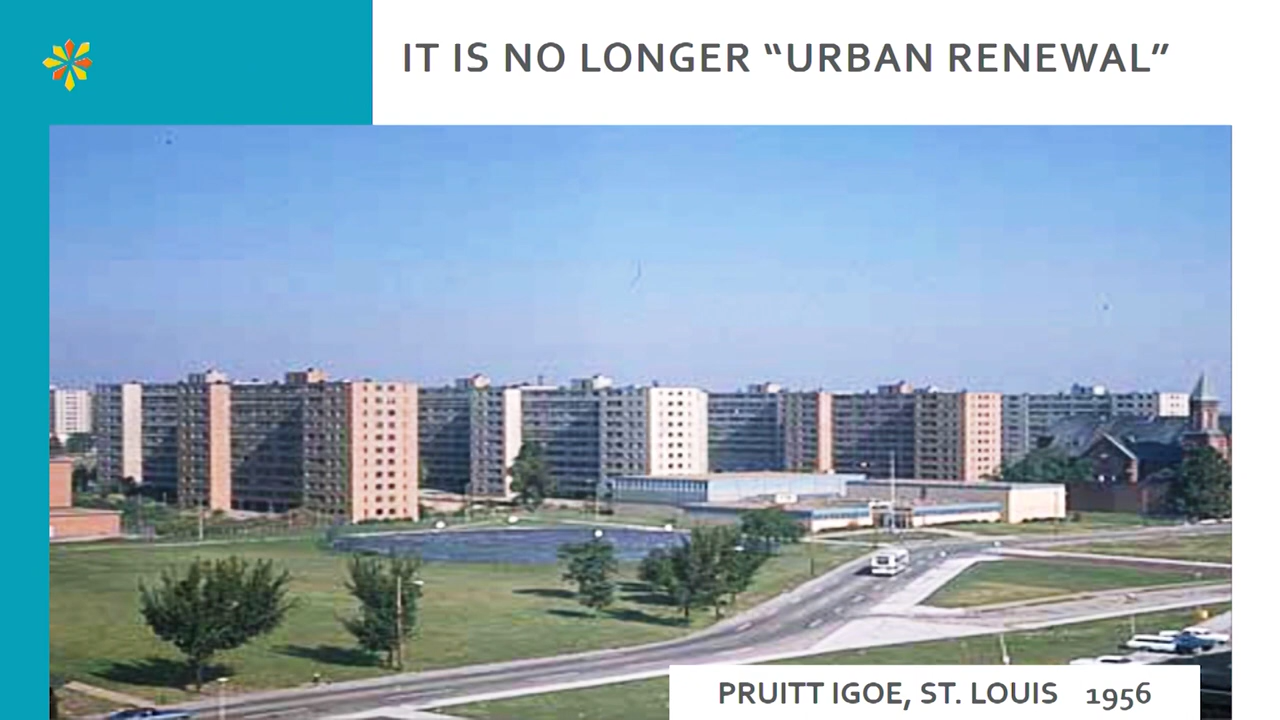 IT IS NO LONGER “URBAN RENEWAL”
PRUITT IGOE, ST. LOUIS 1956